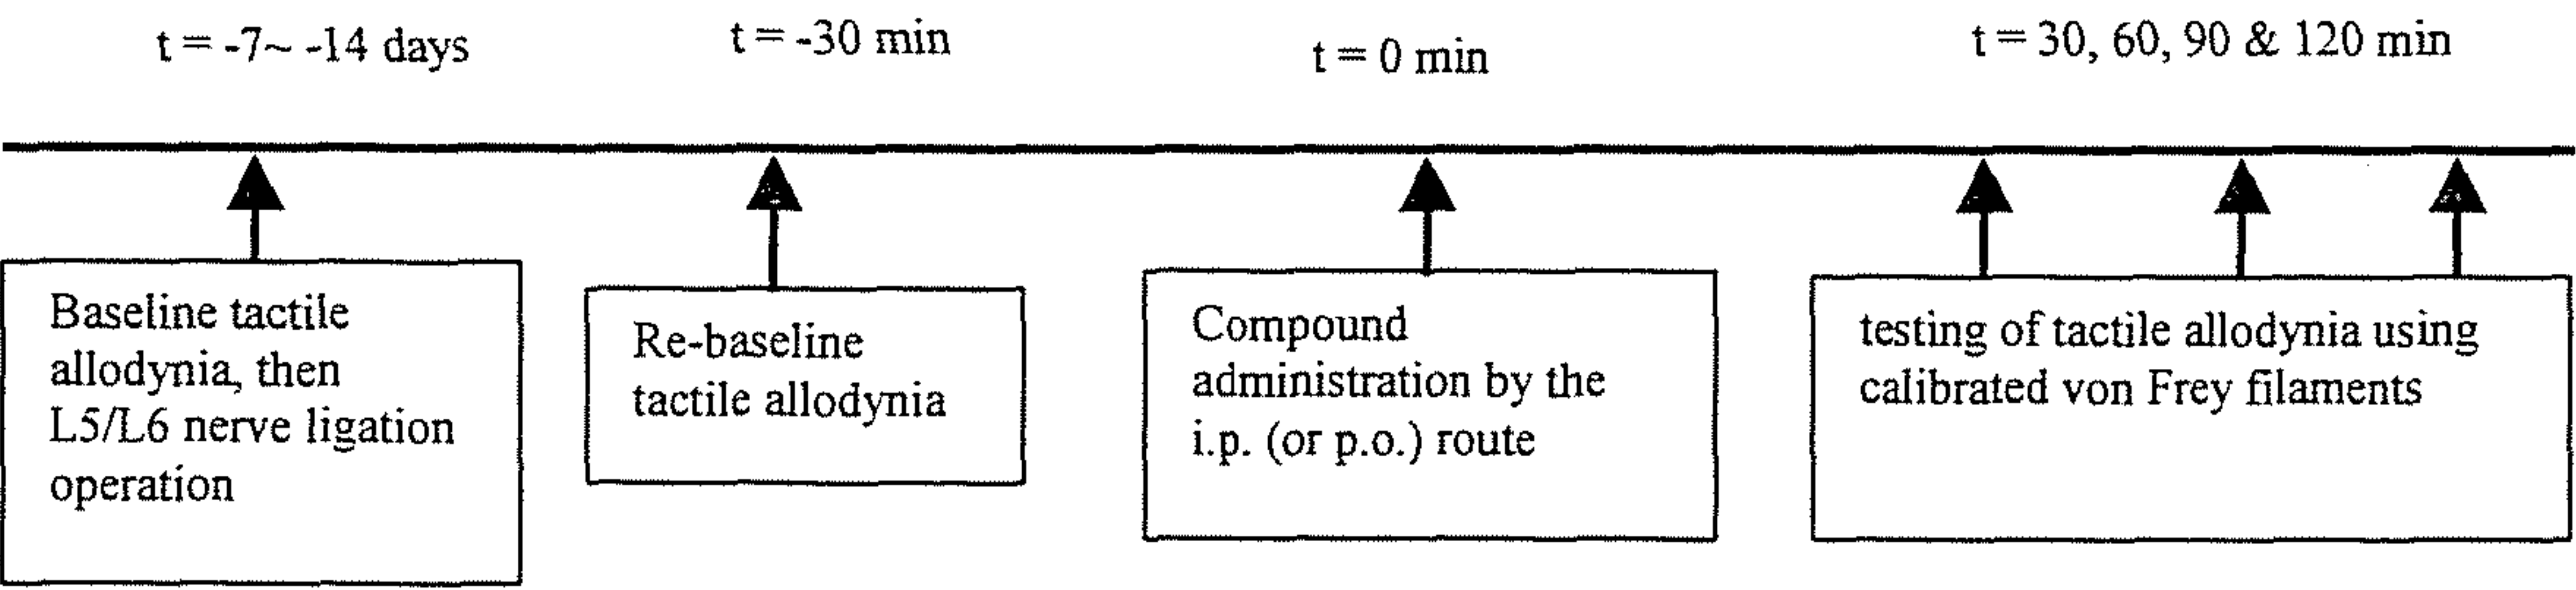 t = -7~ -14 days
t = -30 min
t = 0 min
t = 30, 60, 90 & 120 min
Baseline tactile
allodynia, then
L5/L6 nerve ligation
operation
Re-baseline
tactile allodynia
Compound
administration by the
i.p. (or p.o.) route
testing of tactile allodynia using
calibrated von Frey filaments